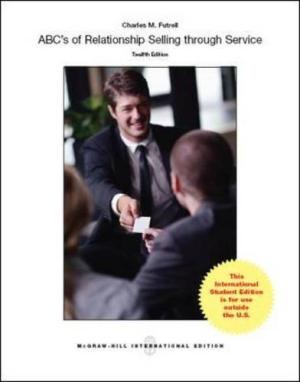 Charles M. Futrell
ABC's of Relationship Selling through Service
Twelfth Edition
This
International
Student Edition
is for use
outside
the U.S.
McGRAW-HILL INTERNATIONAL EDITION